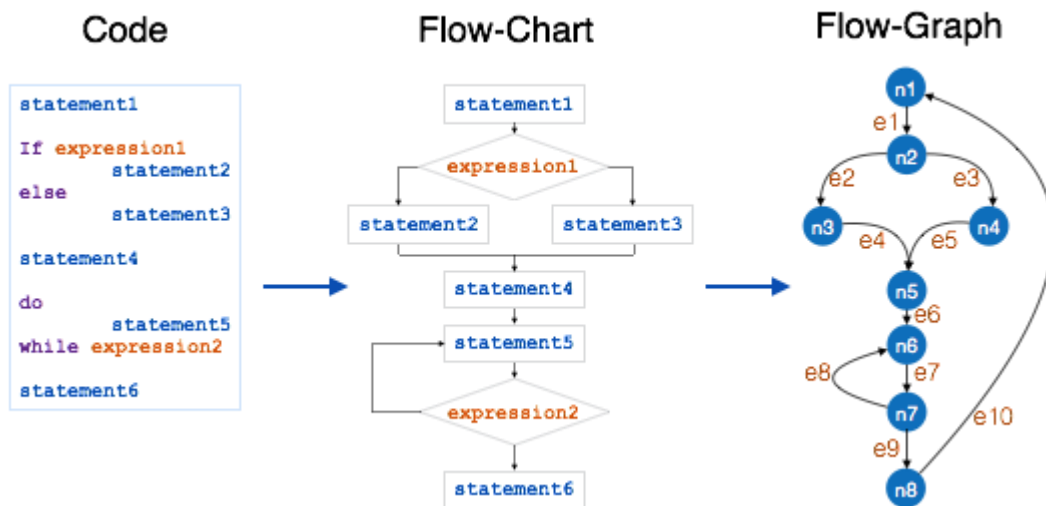 Code
statement1
If expression1
statement2
else
statement3
statement4
do
statement5
while expression2
statement6
Flow-Chart
statement1
expression1
statement2
statement3
statement4
statement5
expression2
statement6
Flow-Graph
n1
e1
n2
e2
e3
n3
e4
e5
n4
n5
e6
n6
e8
e7
n7
e10
e9
n8